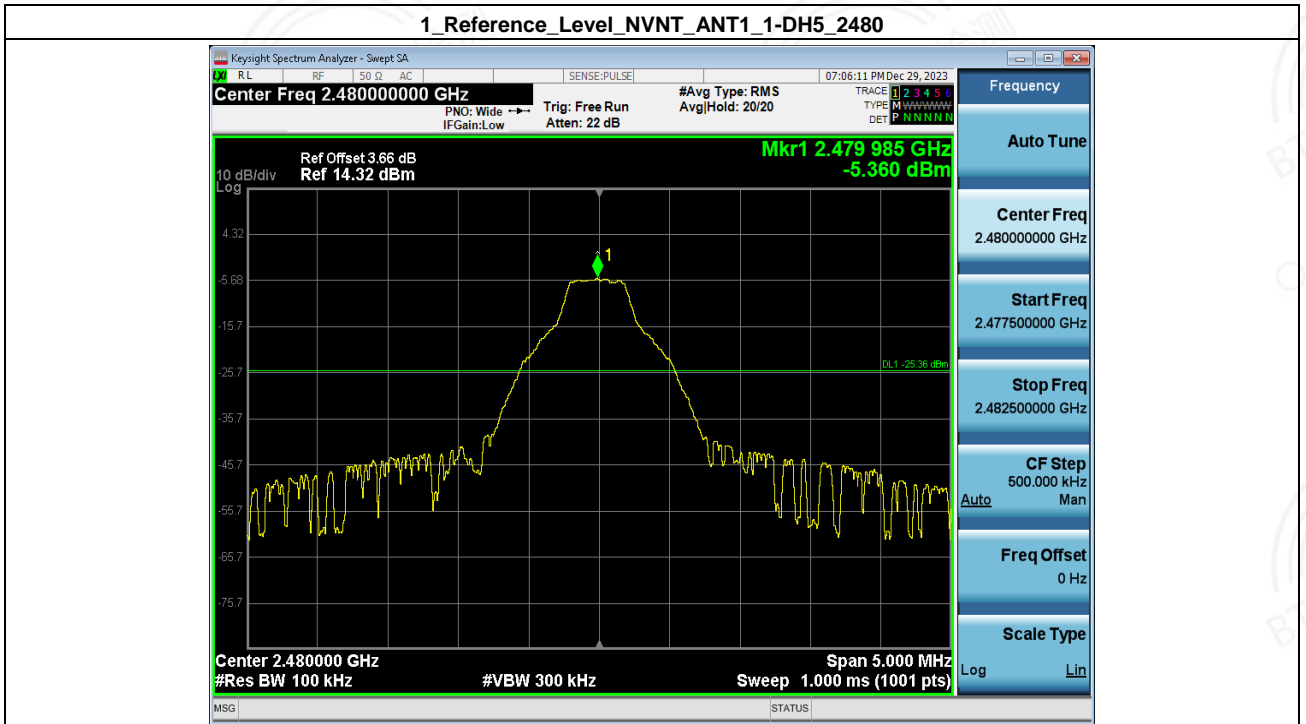 1_Reference_Level_NVNT_ANT1_1-DH5_2480
Keysight Spectrum Analyzer - Swept SA
LXI RL RF 50 Ω AC SENSE:PULSE 07:06:11 PM Dec 29, 2023
Center Freq 2.480000000 GHz
PNO: Wide
IFGain:Low
Trig: Free Run
Atten: 22 dB
#Avg Type: RMS
Avg|Hold: 20/20
TRACE 1 2 3 4 5 6
TYPE M WWWWW
DET P N N N N N
Frequency
Mkr1 2.479 985 GHz
-5.360 dBm
Ref Offset 3.66 dB
10 dB/div Ref 14.32 dBm
Log
4.32
1
-5.68
-15.7
DL1 -25.36 dBm
-25.7
-35.7
-45.7
-55.7
-65.7
-75.7
Center 2.480000 GHz Span 5.000 MHz
#Res BW 100 kHz #VBW 300 kHz Sweep 1.000 ms (1001 pts)
MSG STATUS
Auto Tune
Center Freq
2.480000000 GHz
Start Freq
2.477500000 GHz
Stop Freq
2.482500000 GHz
CF Step
500.000 kHz
Auto Man
Freq Offset
0 Hz
Scale Type
Log Lin